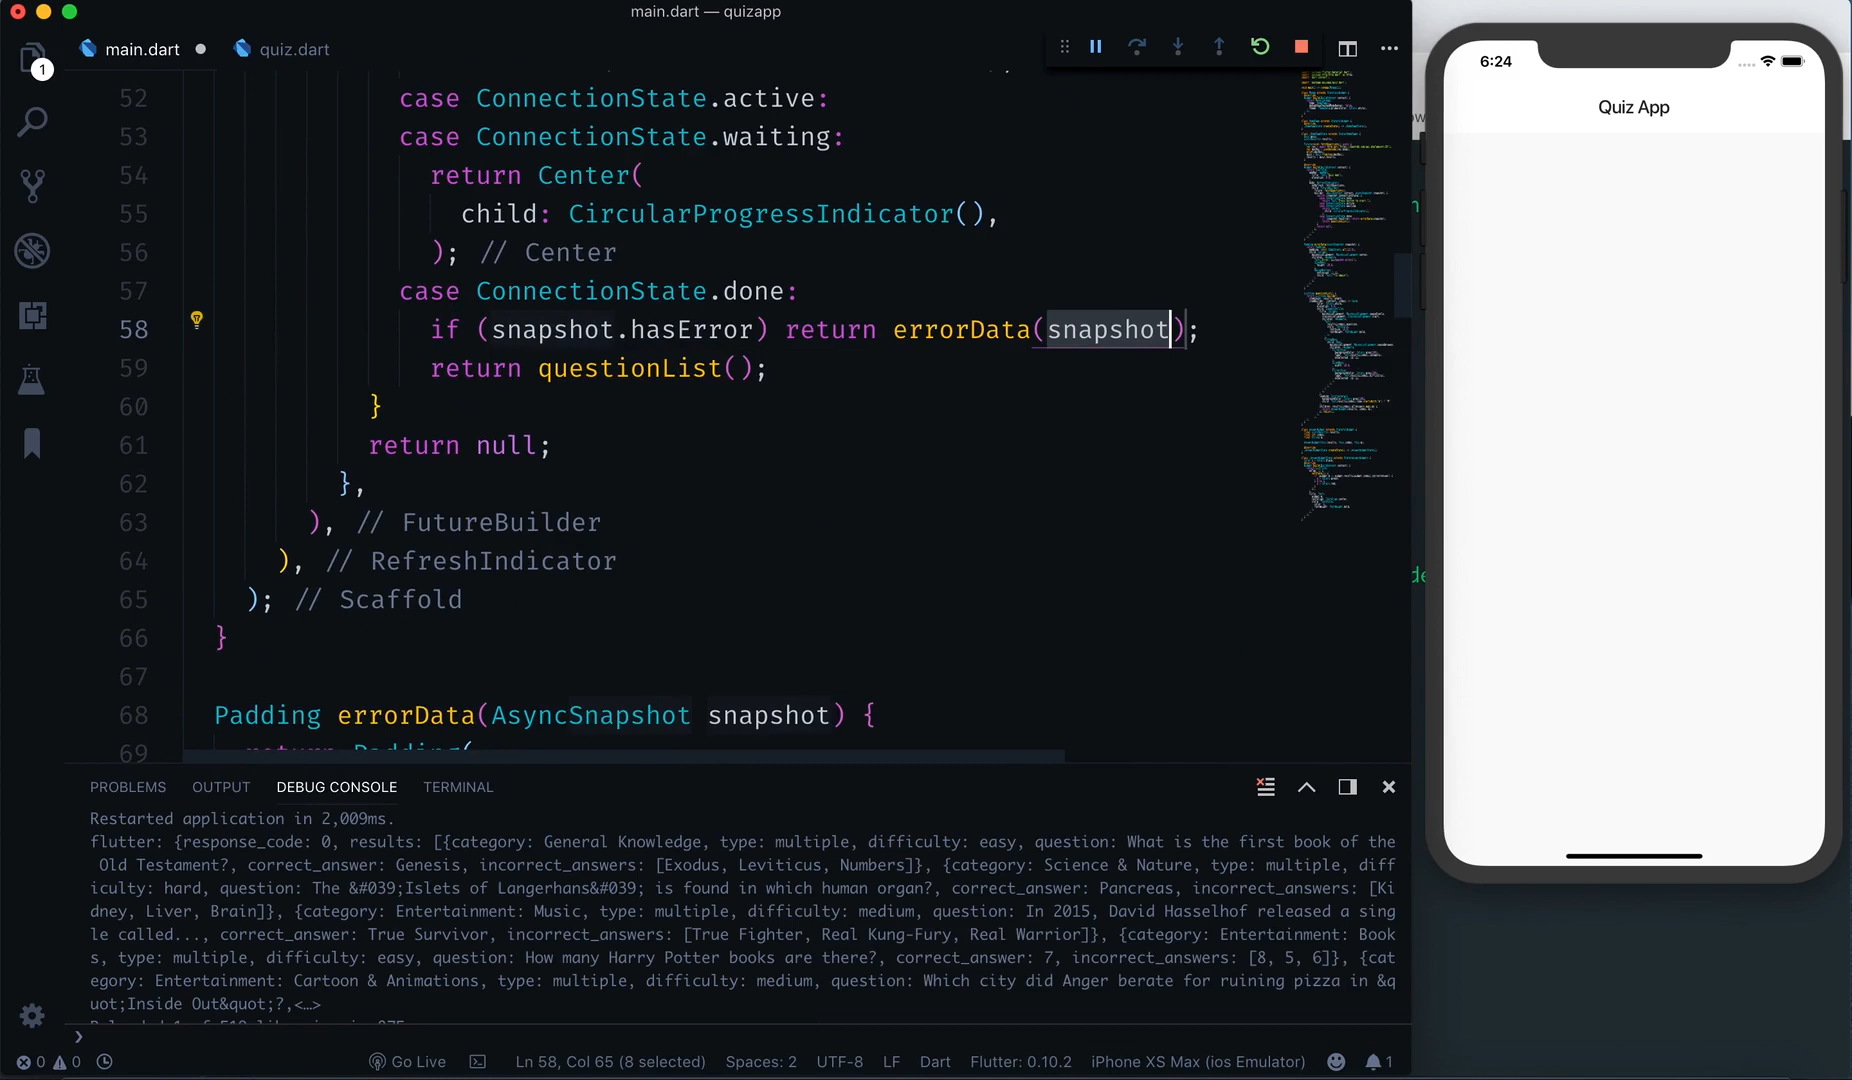 main.dart — quizapp
main.dart ● quiz.dart
1
52 case ConnectionState.active:
53 case ConnectionState.waiting:
54 return Center(
55 child: CircularProgressIndicator(),
56 ); // Center
57 case ConnectionState.done:
58 if (snapshot.hasError) return errorData(snapshot);
59 return questionList();
60 }
61 return null;
62 },
63 ), // FutureBuilder
64 ), // RefreshIndicator
65 ); // Scaffold
66 }
67
68 Padding errorData(AsyncSnapshot snapshot) {
69 return Padding(
PROBLEMS OUTPUT DEBUG CONSOLE TERMINAL
Restarted application in 2,009ms.
flutter: {response_code: 0, results: [{category: General Knowledge, type: multiple, difficulty: easy, question: What is the first book of the
Old Testament?, correct_answer: Genesis, incorrect_answers: [Exodus, Leviticus, Numbers]}, {category: Science & Nature, type: multiple, diff
iculty: hard, question: The &#039;Islets of Langerhans&#039; is found in which human organ?, correct_answer: Pancreas, incorrect_answers: [Ki
dney, Liver, Brain]}, {category: Entertainment: Music, type: multiple, difficulty: medium, question: In 2015, David Hasselhof released a sing
le called..., correct_answer: True Survivor, incorrect_answers: [True Fighter, Real Kung-Fury, Real Warrior]}, {category: Entertainment: Book
s, type: multiple, difficulty: easy, question: How many Harry Potter books are there?, correct_answer: 7, incorrect_answers: [8, 5, 6]}, {cat
egory: Entertainment: Cartoon & Animations, type: multiple, difficulty: medium, question: Which city did Anger berate for ruining pizza in &q
uot;Inside Out&quot;?,<…>
0 0 Go Live Ln 58, Col 65 (8 selected) Spaces: 2 UTF-8 LF Dart Flutter: 0.10.2 iPhone XS Max (ios Emulator) 1
6:24
Quiz App